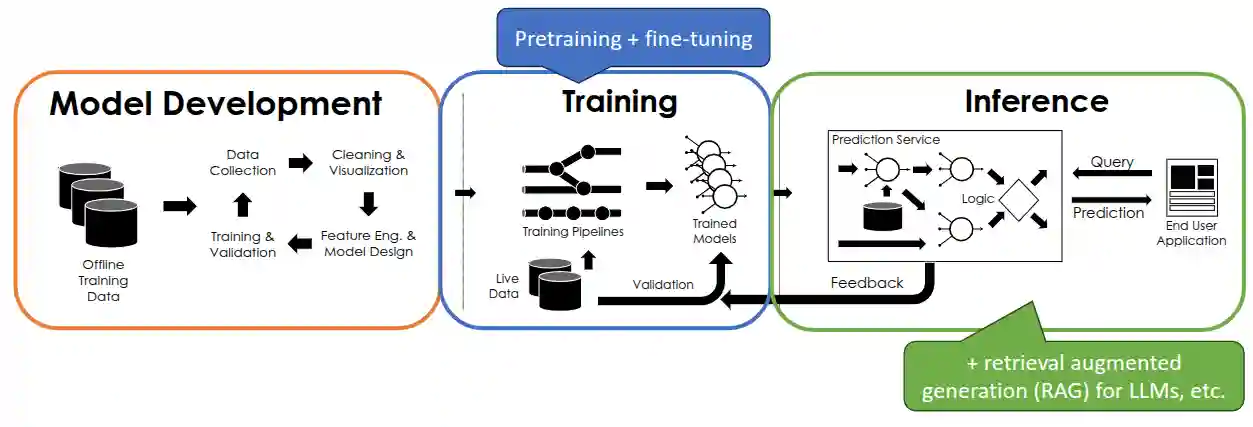 Pretraining + fine-tuning
Model Development
Offline
Training
Data
Data
Collection
Cleaning &
Visualization
Training &
Validation
Feature Eng. &
Model Design
Training
Training Pipelines
Trained
Models
Live
Data
Validation
Inference
Prediction Service
Logic
Query
Prediction
End User
Application
Feedback
+ retrieval augmented
generation (RAG) for LLMs, etc.